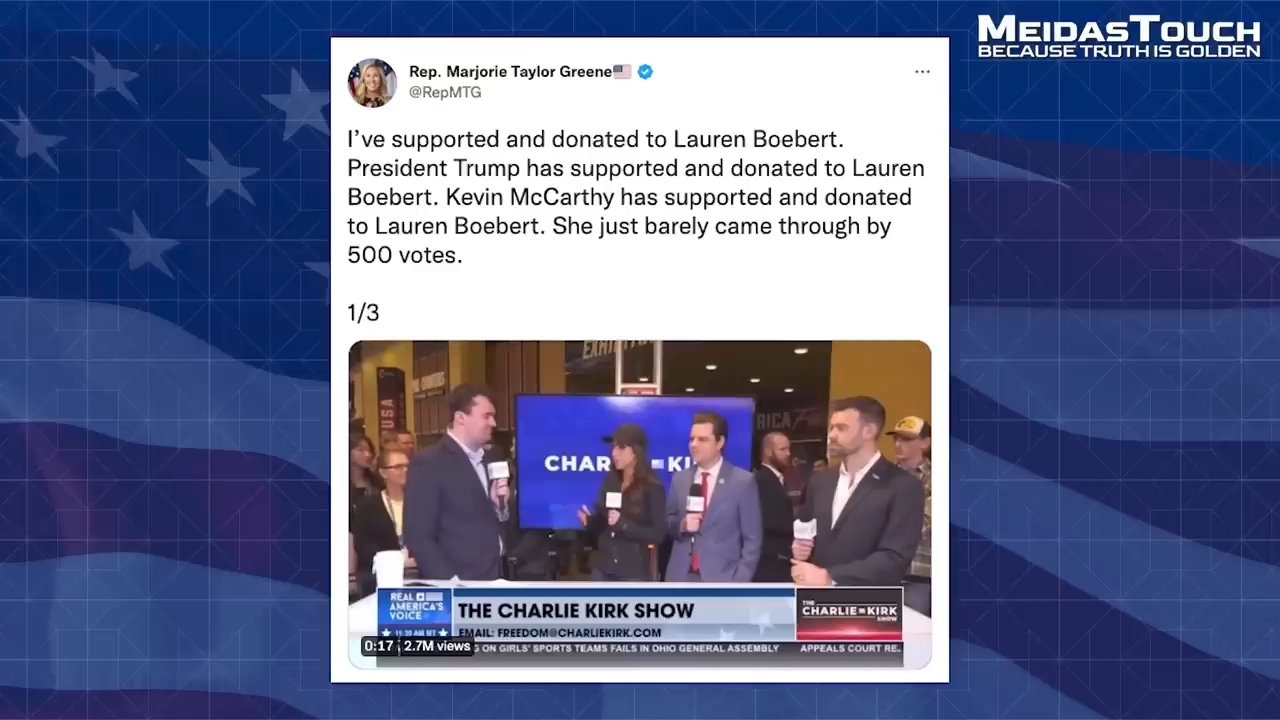 MEIDASTOUCH
BECAUSE TRUTH IS GOLDEN
Rep. Marjorie Taylor Greene
@RepMTG
I’ve supported and donated to Lauren Boebert.
President Trump has supported and donated to Lauren
Boebert. Kevin McCarthy has supported and donated
to Lauren Boebert. She just barely came through by
500 votes.
1/3
USA
RICA
CHAR
KI
REAL
AMERICA'S
VOICE
THE CHARLIE KIRK SHOW
EMAIL: FREEDOM@CHARLIEKIRK.COM
THE
CHARLIE KIRK
SHOW
0:17
2.7M views
G ON GIRLS' SPORTS TEAMS FAILS IN OHIO GENERAL ASSEMBLY
APPEALS COURT RE